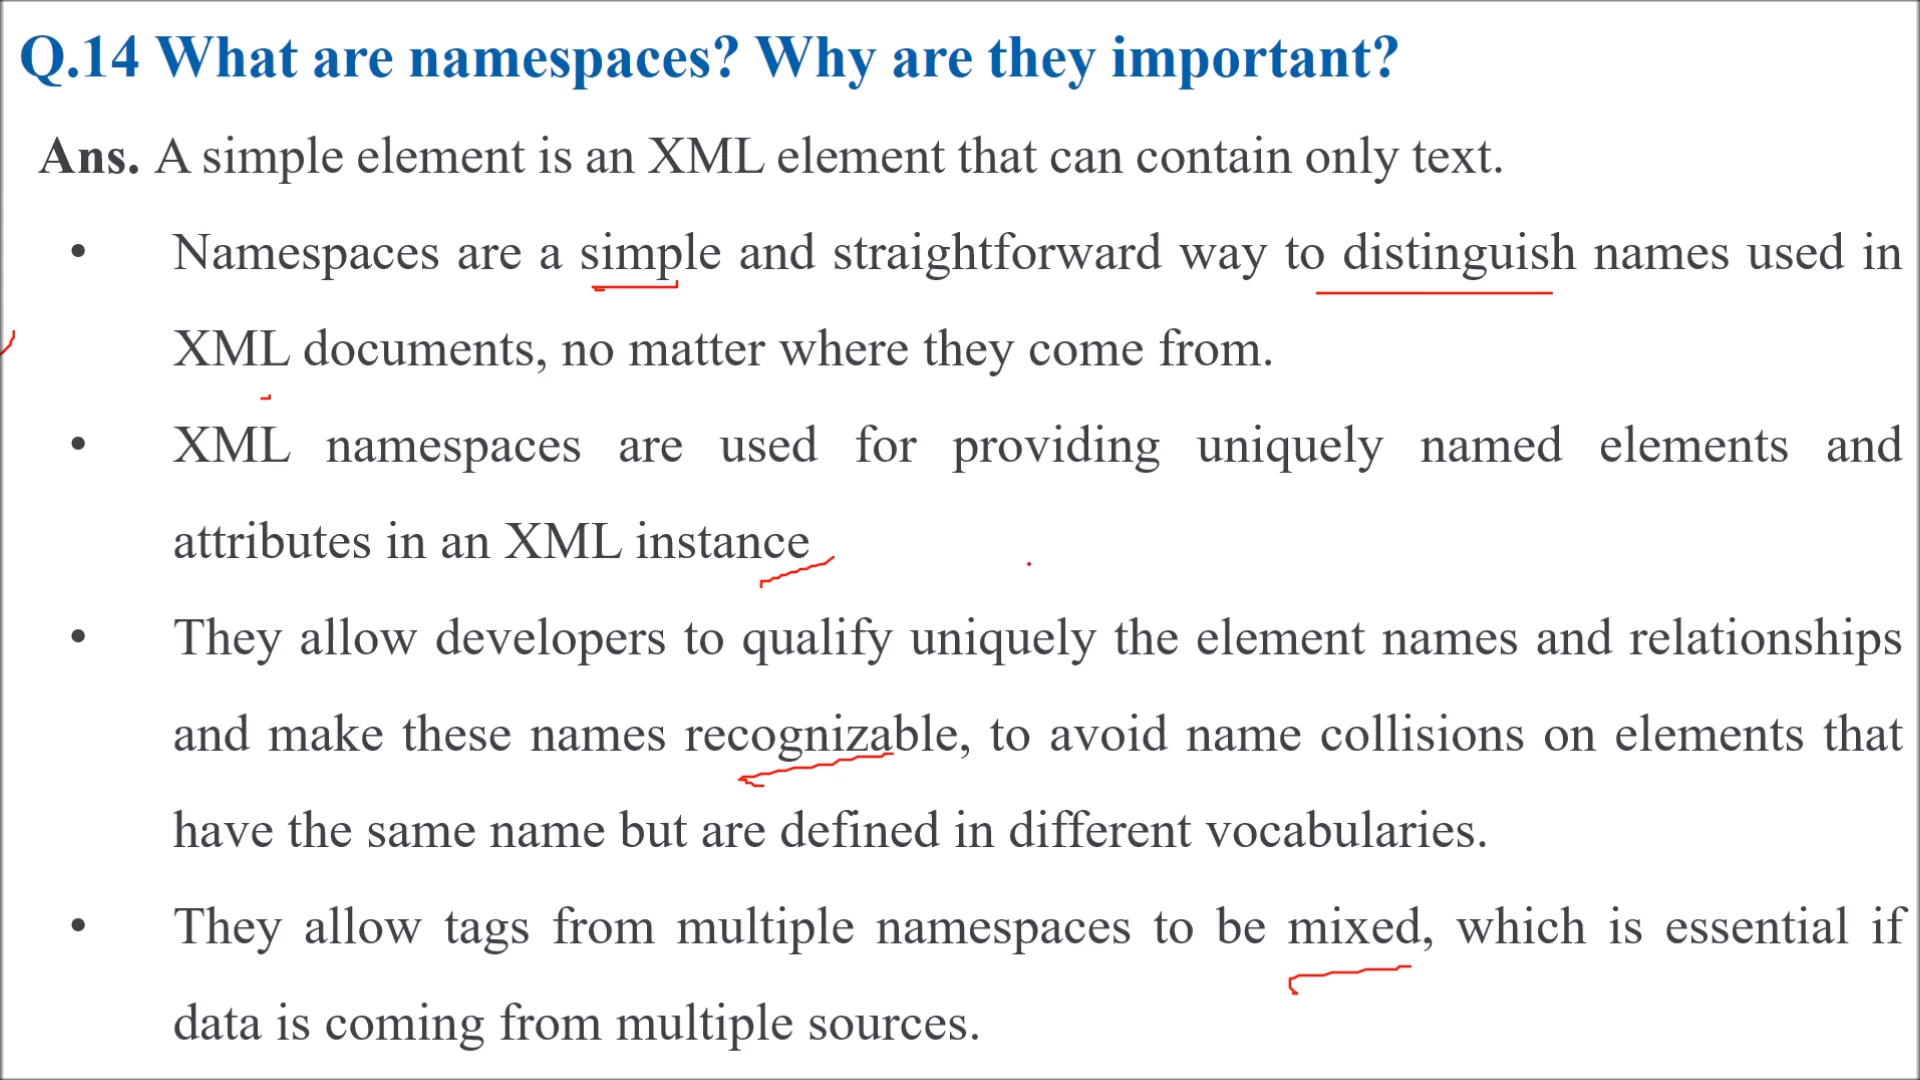 Q.14 What are namespaces? Why are they important?
Ans. A simple element is an XML element that can contain only text.
• Namespaces are a simple and straightforward way to distinguish names used in
XML documents, no matter where they come from.
• XML namespaces are used for providing uniquely named elements and
attributes in an XML instance
• They allow developers to qualify uniquely the element names and relationships
and make these names recognizable, to avoid name collisions on elements that
have the same name but are defined in different vocabularies.
• They allow tags from multiple namespaces to be mixed, which is essential if
data is coming from multiple sources.